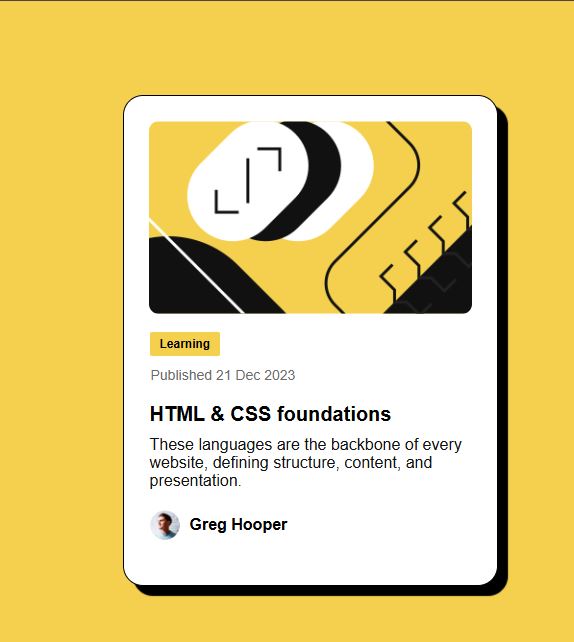 Learning
Published 21 Dec 2023
HTML & CSS foundations
These languages are the backbone of every
website, defining structure, content, and
presentation.
Greg Hooper